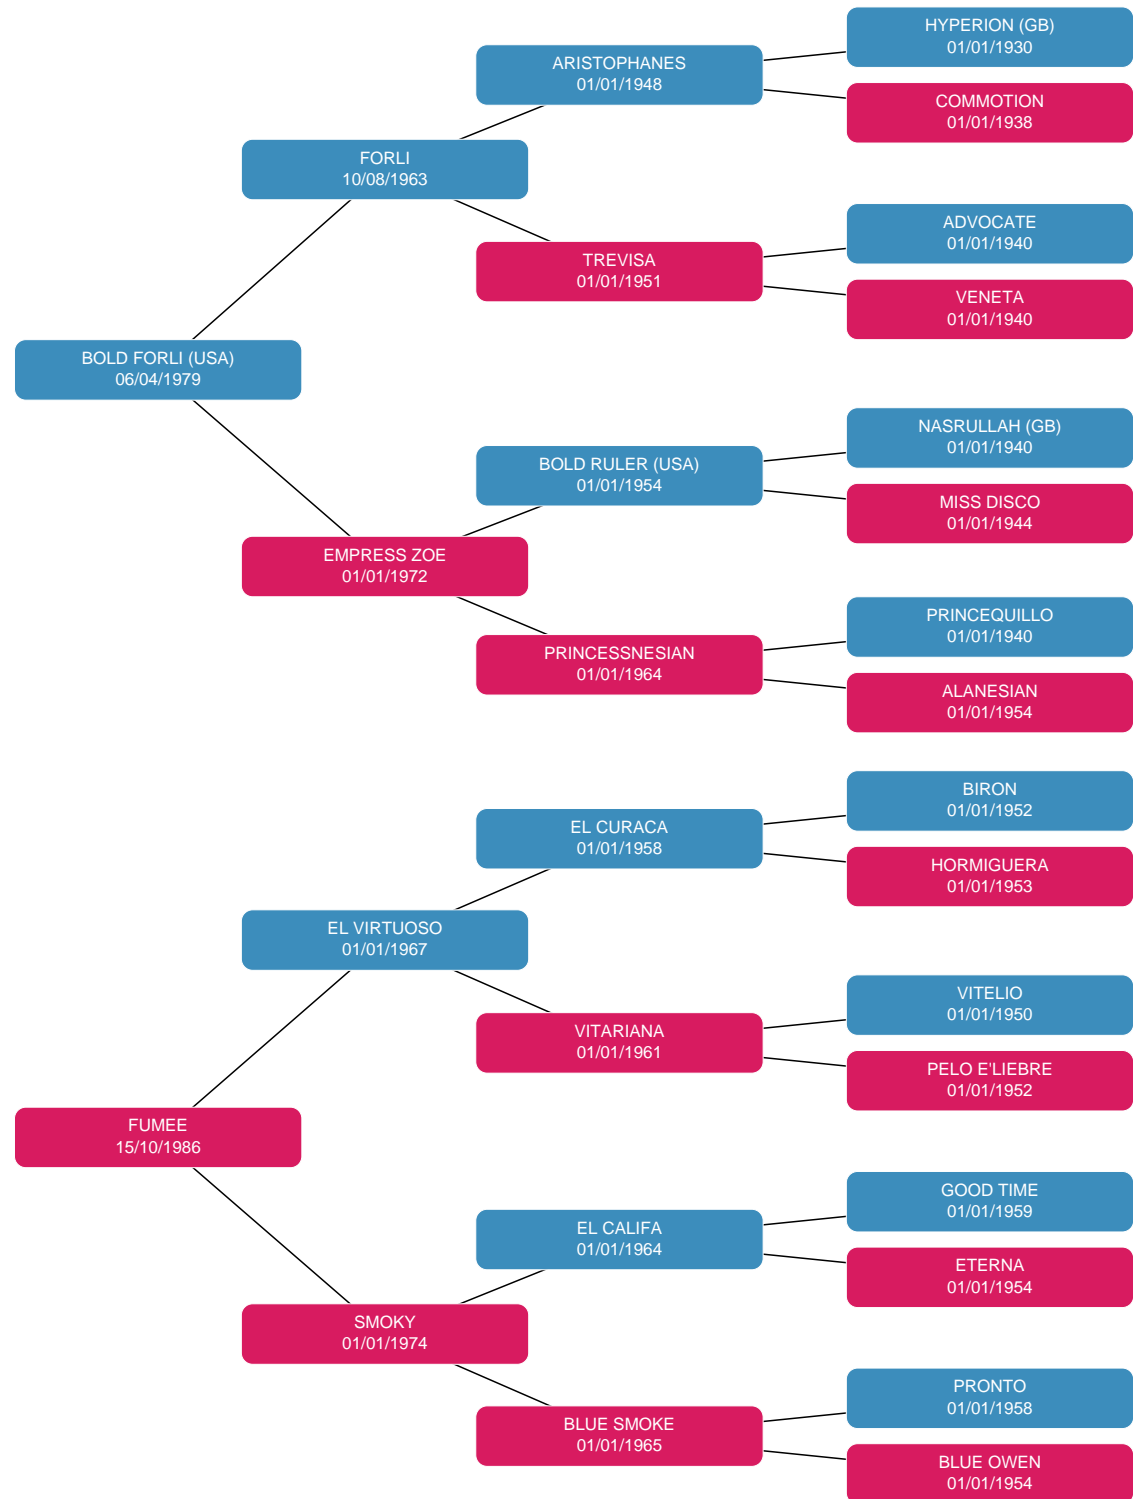 HYPERION (GB)
01/01/1930
ARISTOPHANES
01/01/1948
COMMOTION
01/01/1938
FORLI
10/08/1963
ADVOCATE
01/01/1940
TREVISA
01/01/1951
VENETA
01/01/1940
BOLD FORLI (USA)
06/04/1979
NASRULLAH (GB)
01/01/1940
BOLD RULER (USA)
01/01/1954
MISS DISCO
01/01/1944
EMPRESS ZOE
01/01/1972
PRINCEQUILLO
01/01/1940
PRINCESSNESIAN
01/01/1964
ALANESIAN
01/01/1954
BIRON
01/01/1952
EL CURACA
01/01/1958
HORMIGUERA
01/01/1953
EL VIRTUOSO
01/01/1967
VITELIO
01/01/1950
VITARIANA
01/01/1961
PELO E'LIEBRE
01/01/1952
FUMEE
15/10/1986
GOOD TIME
01/01/1959
EL CALIFA
01/01/1964
ETERNA
01/01/1954
SMOKY
01/01/1974
PRONTO
01/01/1958
BLUE SMOKE
01/01/1965
BLUE OWEN
01/01/1954